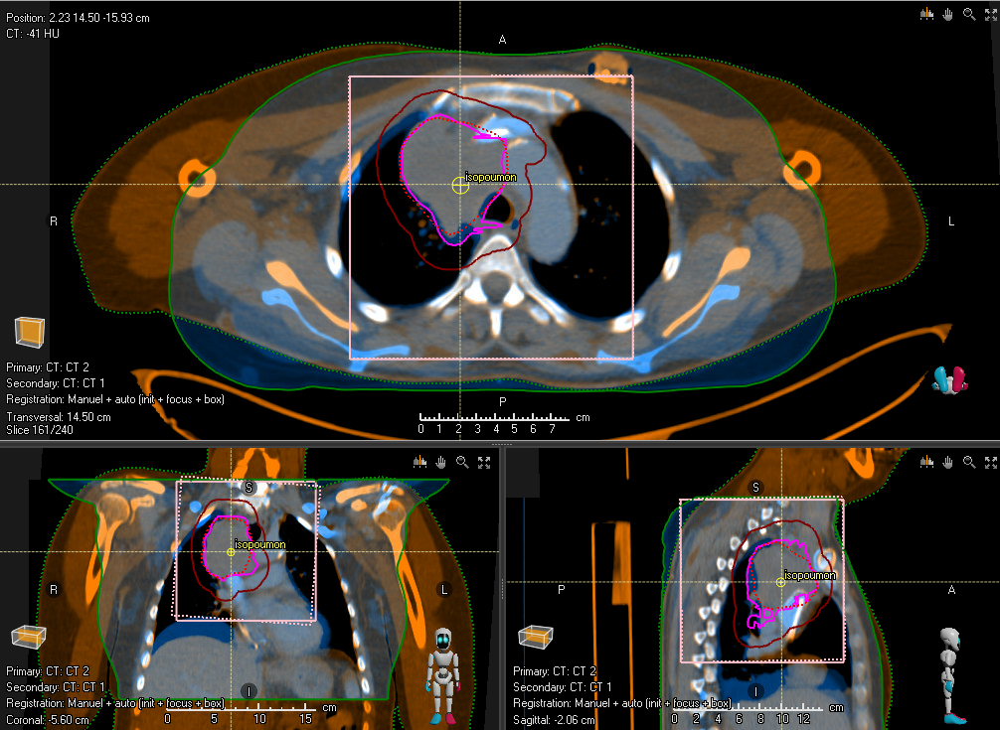 Position: 2.23 14.50 -15.93 cm
CT: -41 HU
A
isopoumon
R
L
Primary: CT: CT 2
Secondary: CT: CT 1
Registration: Manuel + auto (init + focus + box)
Transversal: 14.50 cm
Slice 161/240
P
0 1 2 3 4 5 6 7 cm
S
isopoumon
R
L
Primary: CT: CT 2
Secondary: CT: CT 1
Registration: Manuel + auto (init + focus + box)
Coronal: -5.60 cm
I
0 5 10 15 cm
S
isopoumon
P
A
Primary: CT: CT 2
Secondary: CT: CT 1
Registration: Manuel + auto (init + focus + box)
Sagittal: -2.06 cm
I
0 2 4 6 8 10 12 cm